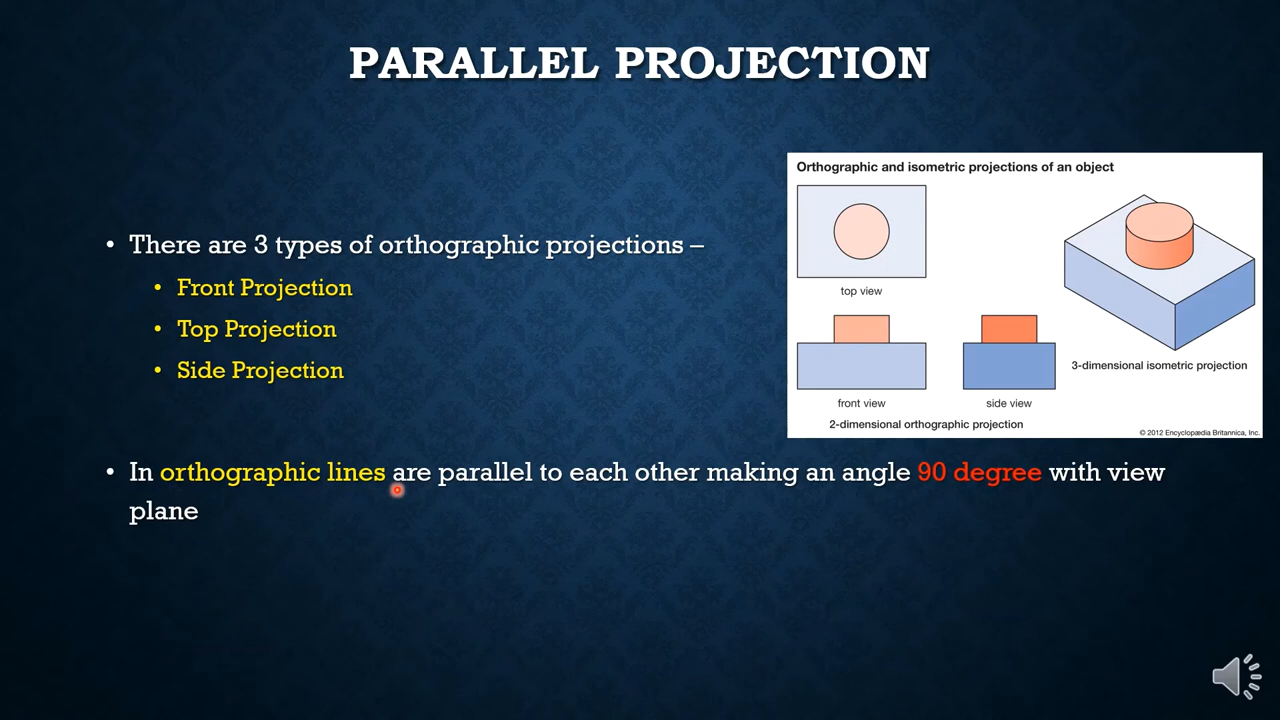 PARALLEL PROJECTION
• There are 3 types of orthographic projections –
• Front Projection
• Top Projection
• Side Projection
Orthographic and isometric projections of an object
top view
front view
side view
3-dimensional isometric projection
2-dimensional orthographic projection
© 2012 Encyclopædia Britannica, Inc.
• In orthographic lines are parallel to each other making an angle 90 degree with view
plane